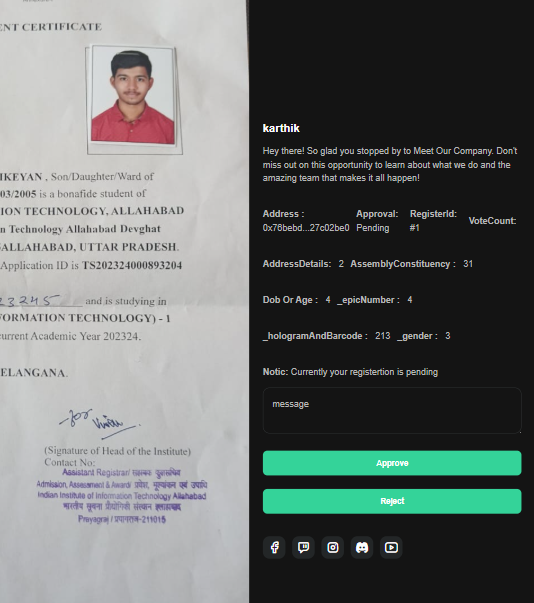 ENT CERTIFICATE
IKEYAN , Son/Daughter/Ward of
03/2005 is a bonafide student of
ION TECHNOLOGY, ALLAHABAD
n Technology Allahabad Devghat
ALLAHABAD, UTTAR PRADESH.
Application ID is TS202324000893204
23245 and is studying in
FORMATION TECHNOLOGY) - 1
current Academic Year 202324.
ELANGANA.
-for
(Signature of Head of the Institute)
Contact No:
Assistant Registrar/ सहायक कुलसचिव
Admission, Assessment & Award/ प्रवेश, मूल्यांकन एवं उपाधि
Indian Institute of Information Technology Allahabad
भारतीय सूचना प्रौद्योगिकी संस्थान इलाहाबाद
Prayagraj / प्रयागराज-211015
karthik
Hey there! So glad you stopped by to Meet Our Company. Don't
miss out on this opportunity to learn about what we do and the
amazing team that makes it all happen!
Address : Approval: RegisterId: VoteCount:
0x76bebd...27c02be0 Pending #1
AddressDetails: 2 AssemblyConstituency : 31
Dob Or Age : 4 _epicNumber : 4
_hologramAndBarcode : 213 _gender : 3
Notic: Currently your registertion is pending
message
Approve
Reject